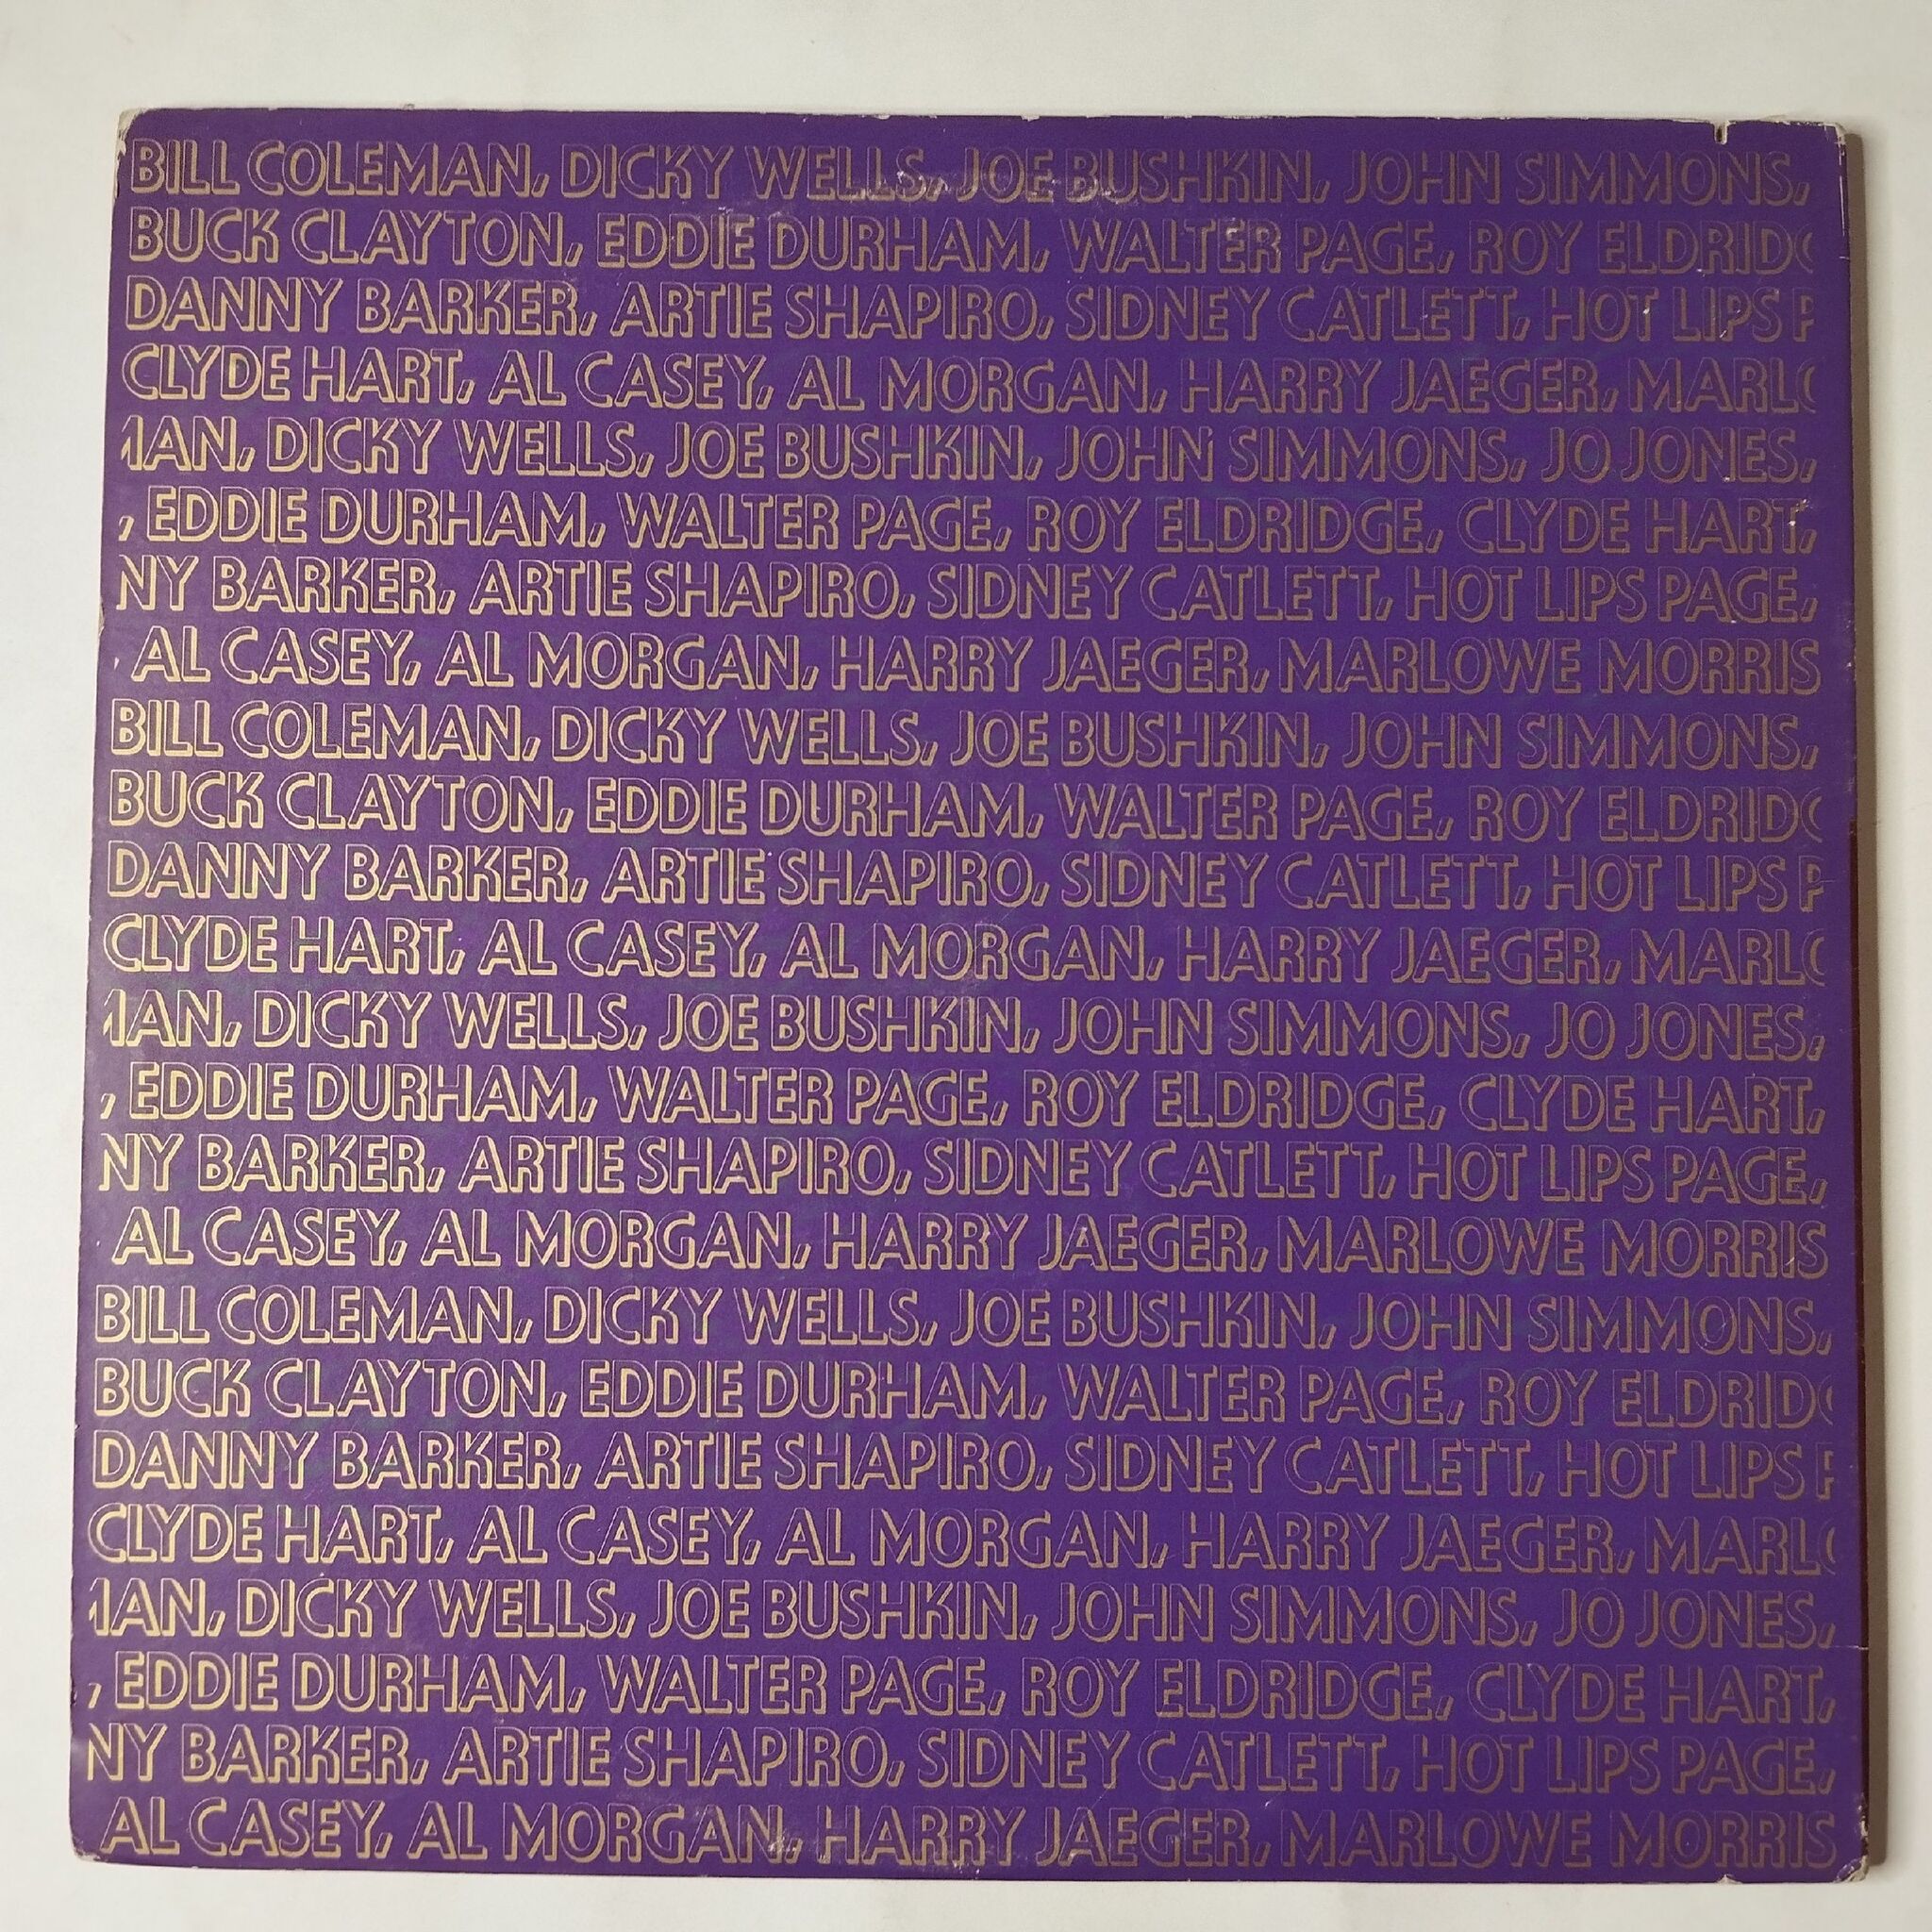 BILL COLEMAN, DICKY WELLS, JOE BUSHKIN, JOHN SIMMONS,
BUCK CLAYTON, EDDIE DURHAM, WALTER PAGE, ROY ELDRIDG
DANNY BARKER, ARTIE SHAPIRO, SIDNEY CATLETT, HOT LIPS P
CLYDE HART, AL CASEY, AL MORGAN, HARRY JAEGER, MARLO
MAN, DICKY WELLS, JOE BUSHKIN, JOHN SIMMONS, JO JONES,
, EDDIE DURHAM, WALTER PAGE, ROY ELDRIDGE, CLYDE HART,
NY BARKER, ARTIE SHAPIRO, SIDNEY CATLETT, HOT LIPS PAGE,
AL CASEY, AL MORGAN, HARRY JAEGER, MARLOWE MORRIS
BILL COLEMAN, DICKY WELLS, JOE BUSHKIN, JOHN SIMMONS,
BUCK CLAYTON, EDDIE DURHAM, WALTER PAGE, ROY ELDRIDG
DANNY BARKER, ARTIE SHAPIRO, SIDNEY CATLETT, HOT LIPS P
CLYDE HART, AL CASEY, AL MORGAN, HARRY JAEGER, MARLO
MAN, DICKY WELLS, JOE BUSHKIN, JOHN SIMMONS, JO JONES,
, EDDIE DURHAM, WALTER PAGE, ROY ELDRIDGE, CLYDE HART,
NY BARKER, ARTIE SHAPIRO, SIDNEY CATLETT, HOT LIPS PAGE,
AL CASEY, AL MORGAN, HARRY JAEGER, MARLOWE MORRIS
BILL COLEMAN, DICKY WELLS, JOE BUSHKIN, JOHN SIMMONS,
BUCK CLAYTON, EDDIE DURHAM, WALTER PAGE, ROY ELDRIDG
DANNY BARKER, ARTIE SHAPIRO, SIDNEY CATLETT, HOT LIPS P
CLYDE HART, AL CASEY, AL MORGAN, HARRY JAEGER, MARLO
MAN, DICKY WELLS, JOE BUSHKIN, JOHN SIMMONS, JO JONES,
, EDDIE DURHAM, WALTER PAGE, ROY ELDRIDGE, CLYDE HART,
NY BARKER, ARTIE SHAPIRO, SIDNEY CATLETT, HOT LIPS PAGE,
AL CASEY, AL MORGAN, HARRY JAEGER, MARLOWE MORRIS